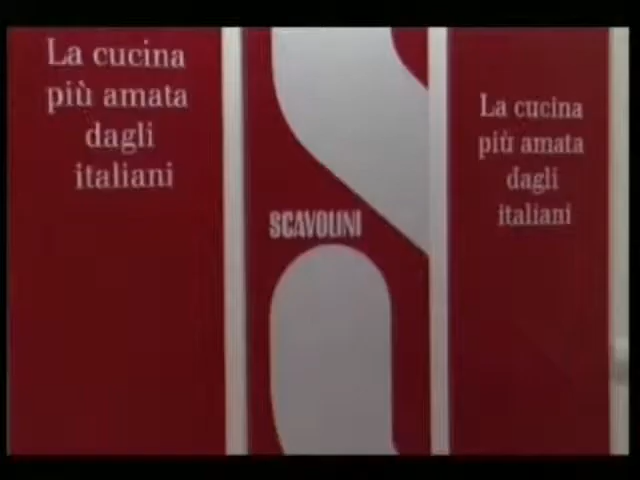 La cucina
più amata
dagli
italiani
SCAVOLINI
La cucina
più amata
dagli
italiani